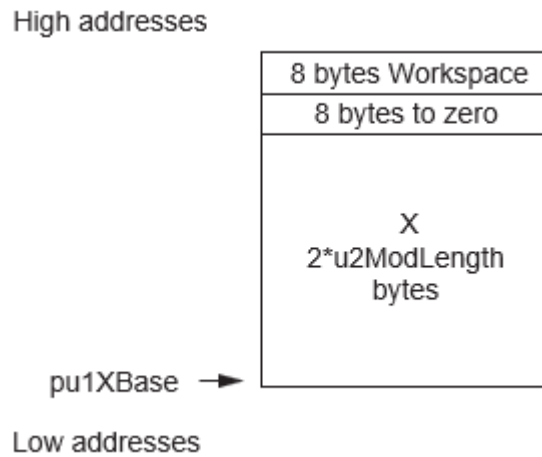 High addresses
8 bytes Workspace
8 bytes to zero
X
2*u2ModLength
bytes
pu1XBase
Low addresses